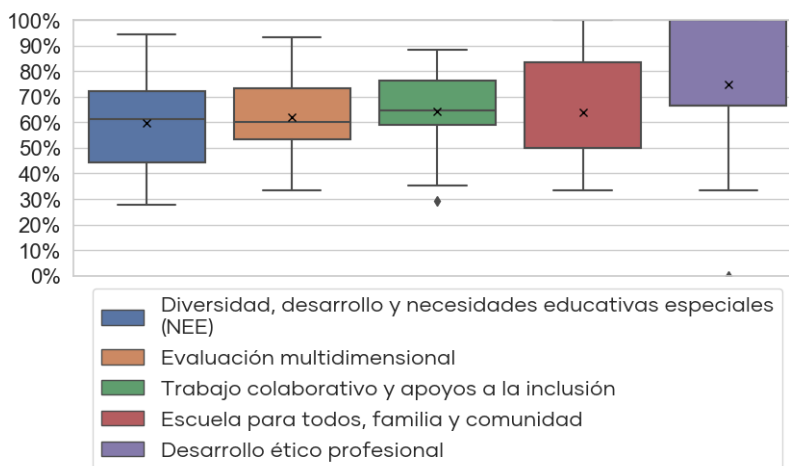 100%
90%
80%
70%
60%
50%
40%
30%
20%
10%
0%
Diversidad, desarrollo y necesidades educativas especiales
(NEE)
Evaluación multidimensional
Trabajo colaborativo y apoyos a la inclusión
Escuela para todos, familia y comunidad
Desarrollo ético profesional